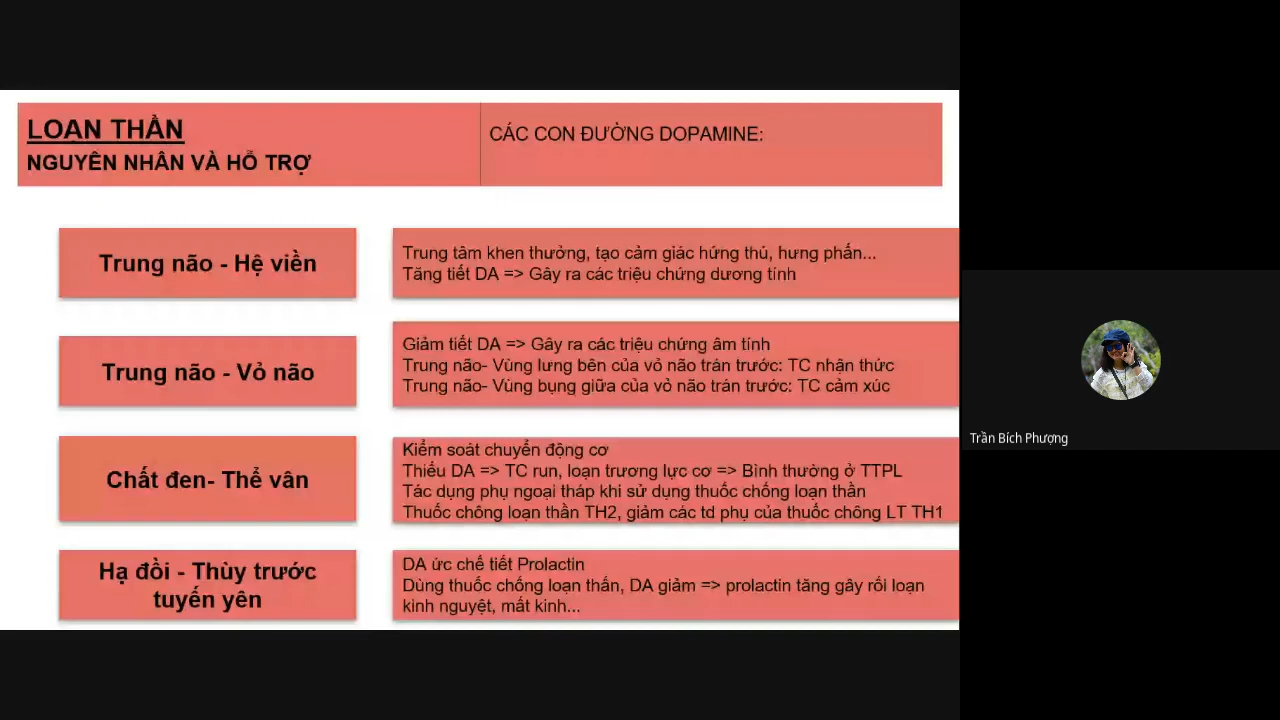 LOẠN THẦN
NGUYÊN NHÂN VÀ HỖ TRỢ
CÁC CON ĐƯỜNG DOPAMINE:
Trung não - Hệ viền
Trung tâm khen thưởng, tạo cảm giác hứng thú, hưng phấn...
Tăng tiết DA => Gây ra các triệu chứng dương tính
Trung não - Vỏ não
Giảm tiết DA => Gây ra các triệu chứng âm tính
Trung não- Vùng lưng bên của vỏ não trán trước: TC nhận thức
Trung não- Vùng bụng giữa của vỏ não trán trước: TC cảm xúc
Chất đen- Thể vân
Kiểm soát chuyển động cơ
Thiếu DA => TC run, loạn trương lực cơ => Bình thường ở TTPL
Tác dụng phụ ngoại tháp khi sử dụng thuốc chống loạn thần
Thuốc chông loạn thần TH2, giảm các td phụ của thuốc chông LT TH1
Hạ đồi - Thùy trước
tuyến yên
DA ức chế tiết Prolactin
Dùng thuốc chống loạn thần, DA giảm => prolactin tăng gây rối loạn
kinh nguyệt, mất kinh...
Trần Bích Phượng